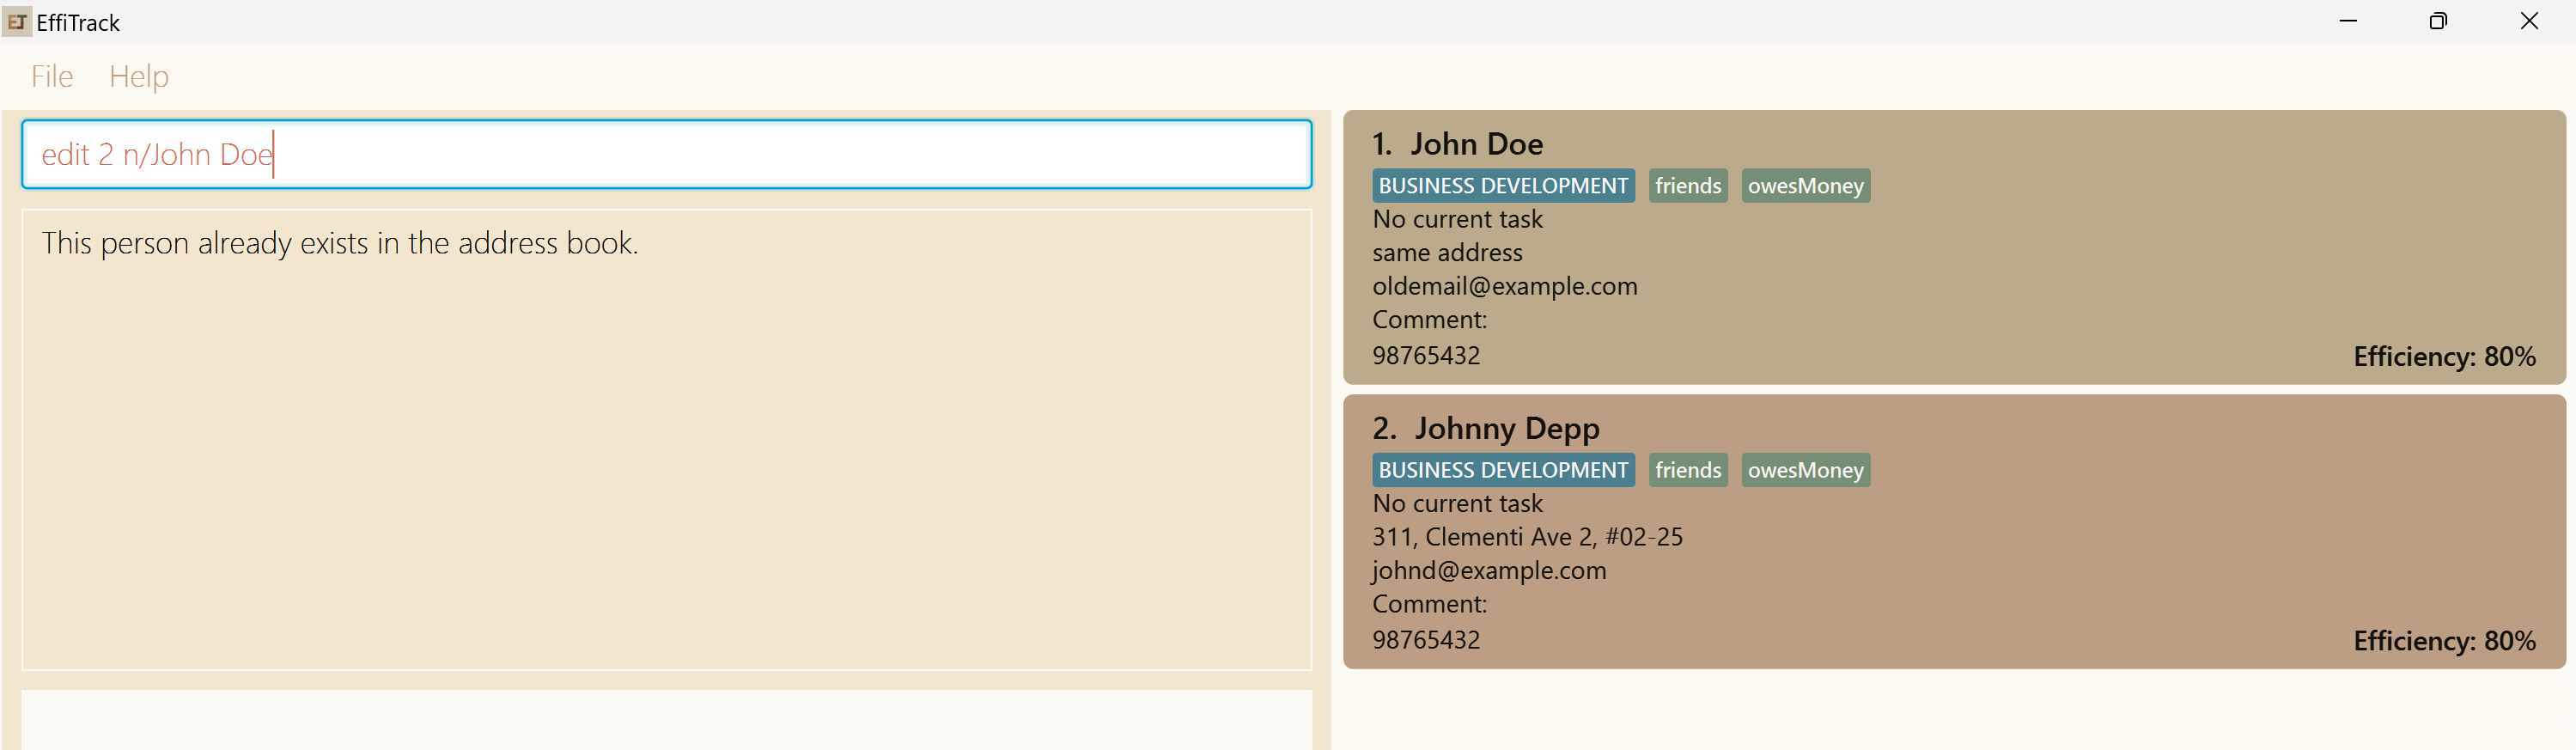 ET EffiTrack
File Help
edit 2 n/John Doe
This person already exists in the address book.
1. John Doe
BUSINESS DEVELOPMENT friends owesMoney
No current task
same address
oldemail@example.com
Comment:
98765432
Efficiency: 80%
2. Johnny Depp
BUSINESS DEVELOPMENT friends owesMoney
No current task
311, Clementi Ave 2, #02-25
johnd@example.com
Comment:
98765432
Efficiency: 80%